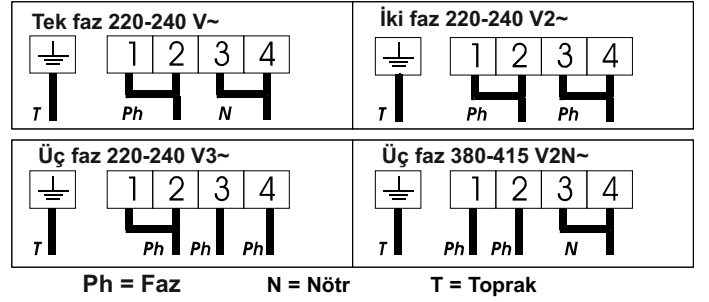 Tek faz 220-240 V~
1 2 3 4
T Ph N
İki faz 220-240 V2~
1 2 3 4
T Ph Ph
Üç faz 220-240 V3~
1 2 3 4
T Ph Ph Ph
Üç faz 380-415 V2N~
1 2 3 4
T Ph Ph N
Ph = Faz N = Nötr T = Toprak